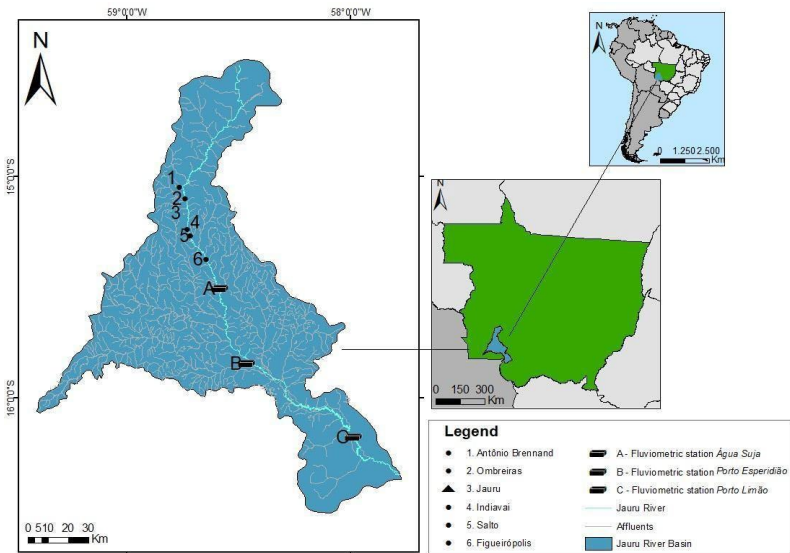 59°0'0"W
58°0'0"W
N
15°0'0"S
16°0'0"S
1
2
3
4
5
6
A
B
C
0 510 20 30
Km
N
0 1.250 2.500
Km
N
0 150 300
Km
Legend
1. Antônio Brennand
2. Ombreiras
3. Jauru
4. Indiavaí
5. Salto
6. Figueirópolis
A - Fluviometric station Água Suja
B - Fluviometric station Porto Esperidião
C - Fluviometric station Porto Limão
Jauru River
Affluents
Jauru River Basin